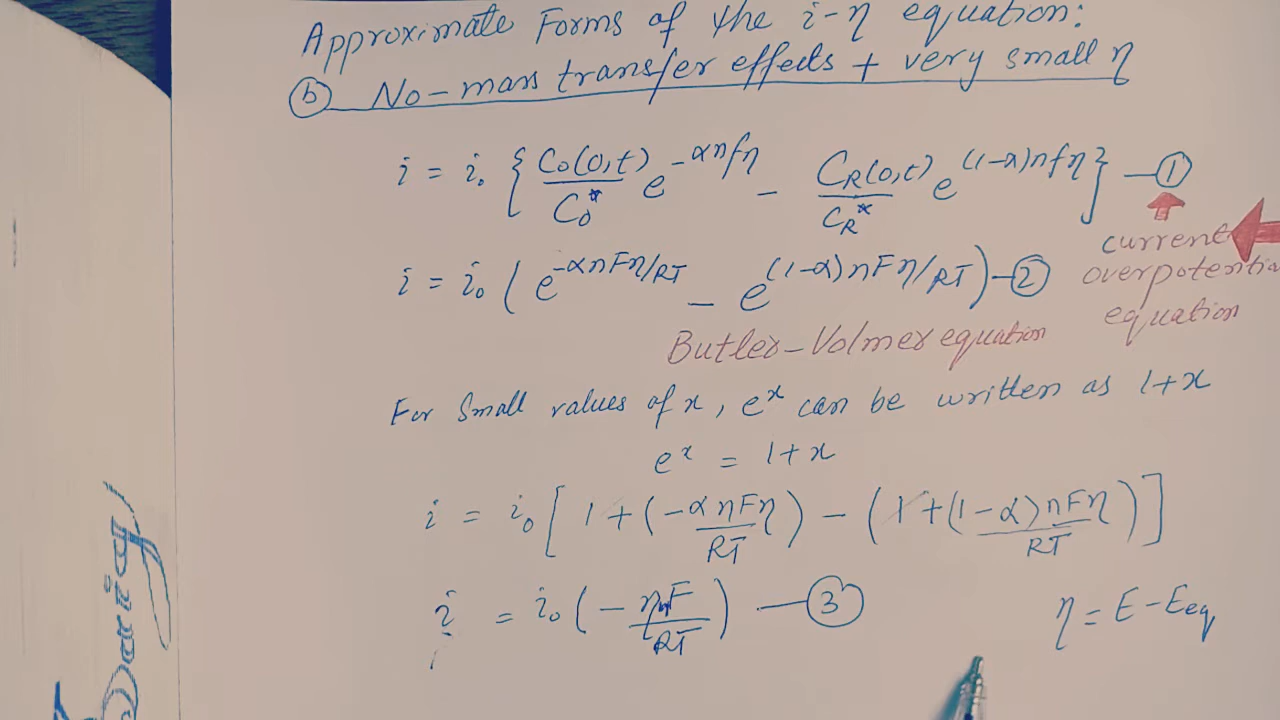 Approximate Forms of the i-η equation:
(b) No-mass transfer effects + very small η
i = i₀ { C₀(0,t)/C₀* e^(-αnfη) - C_R(0,t)/C_R* e^((1-α)nfη) } — (1)
current overpotential equation
i = i₀ ( e^(-αnFη/RT) - e^((1-α)nFη/RT) ) — (2)
Butler-Volmer equation
For small values of x, e^x can be written as 1+x
e^x = 1+x
i = i₀ [ 1 + (-αnFη/RT) - (1 + (1-α)nFη/RT) ]
i = i₀ (- ηnF/RT) — (3)
η = E - Eeq